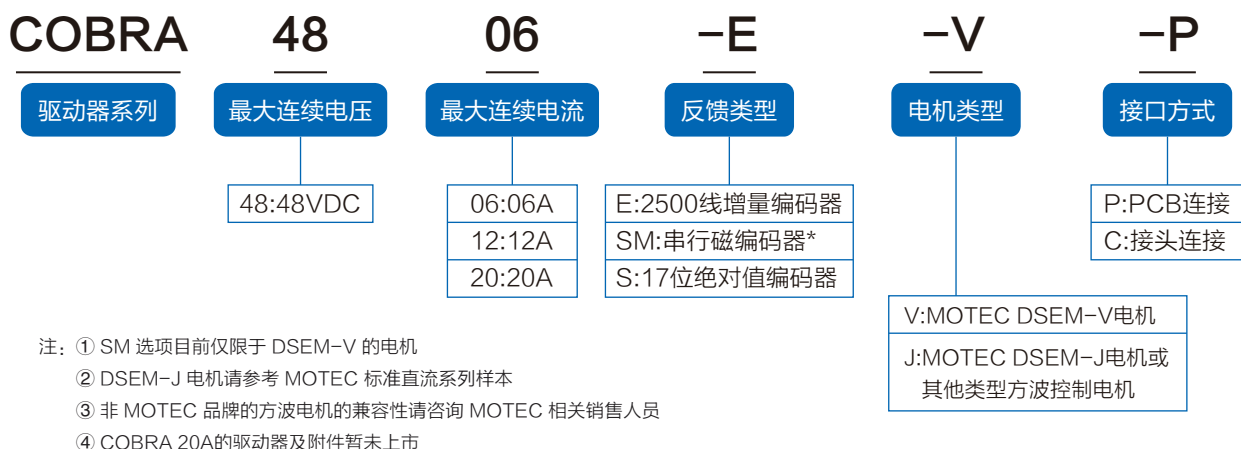 COBRA 48 06 -E -V -P
驱动器系列 最大连续电压 最大连续电流 反馈类型 电机类型 接口方式
48:48VDC 06:06A E:2500线增量编码器 P:PCB连接
12:12A SM:串行磁编码器* C:接头连接
20:20A S:17位绝对值编码器
V:MOTEC DSEM-V电机
J:MOTEC DSEM-J电机或
其他类型方波控制电机
注：① SM 选项目前仅限于 DSEM-V 的电机
② DSEM-J 电机请参考 MOTEC 标准直流系列样本
③ 非 MOTEC 品牌的方波电机的兼容性请咨询 MOTEC 相关销售人员
④ COBRA 20A的驱动器及附件暂未上市